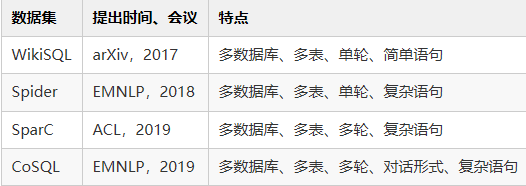 数据集 提出时间、会议 特点
WikiSQL arXiv，2017 多数据库、多表、单轮、简单语句
Spider EMNLP，2018 多数据库、多表、单轮、复杂语句
SparC ACL，2019 多数据库、多表、多轮、复杂语句
CoSQL EMNLP，2019 多数据库、多表、多轮、对话形式、复杂语句